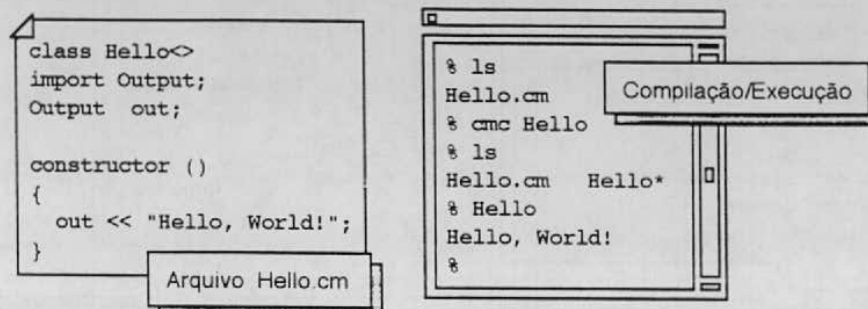 class Hello<>
import Output;
Output out;
constructor ()
{
out << "Hello, World!";
}
Arquivo Hello.cm
% ls
Hello.cm
% cmc Hello
% ls
Hello.cm Hello*
% Hello
Hello, World!
%
Compilação/Execução